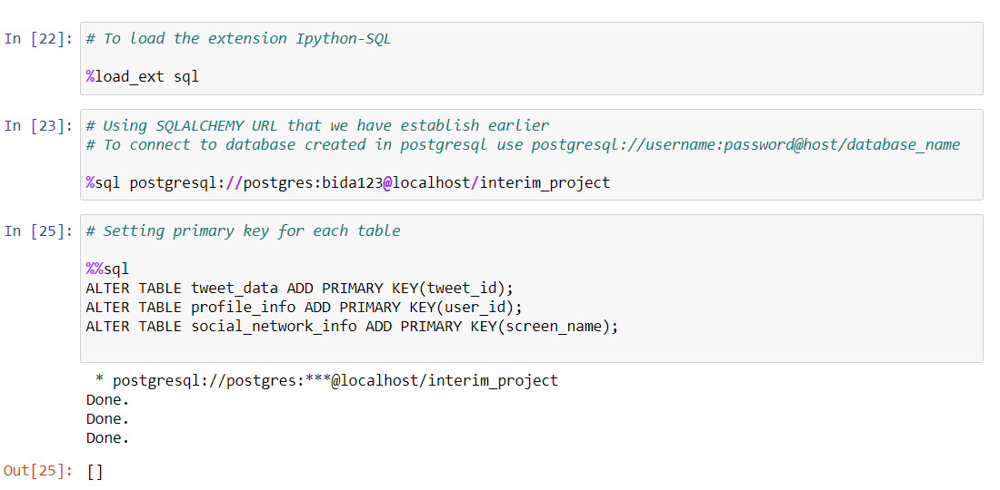 In [22]: # To load the extension Ipython-SQL
%load_ext sql
In [23]: # Using SQLALCHEMY URL that we have establish earlier
# To connect to database created in postgresql use postgresql://username:password@host/database_name
%sql postgresql://postgres:bida123@localhost/interim_project
In [25]: # Setting primary key for each table
%%sql
ALTER TABLE tweet_data ADD PRIMARY KEY(tweet_id);
ALTER TABLE profile_info ADD PRIMARY KEY(user_id);
ALTER TABLE social_network_info ADD PRIMARY KEY(screen_name);
* postgresql://postgres:***@localhost/interim_project
Done.
Done.
Done.
Out[25]: []